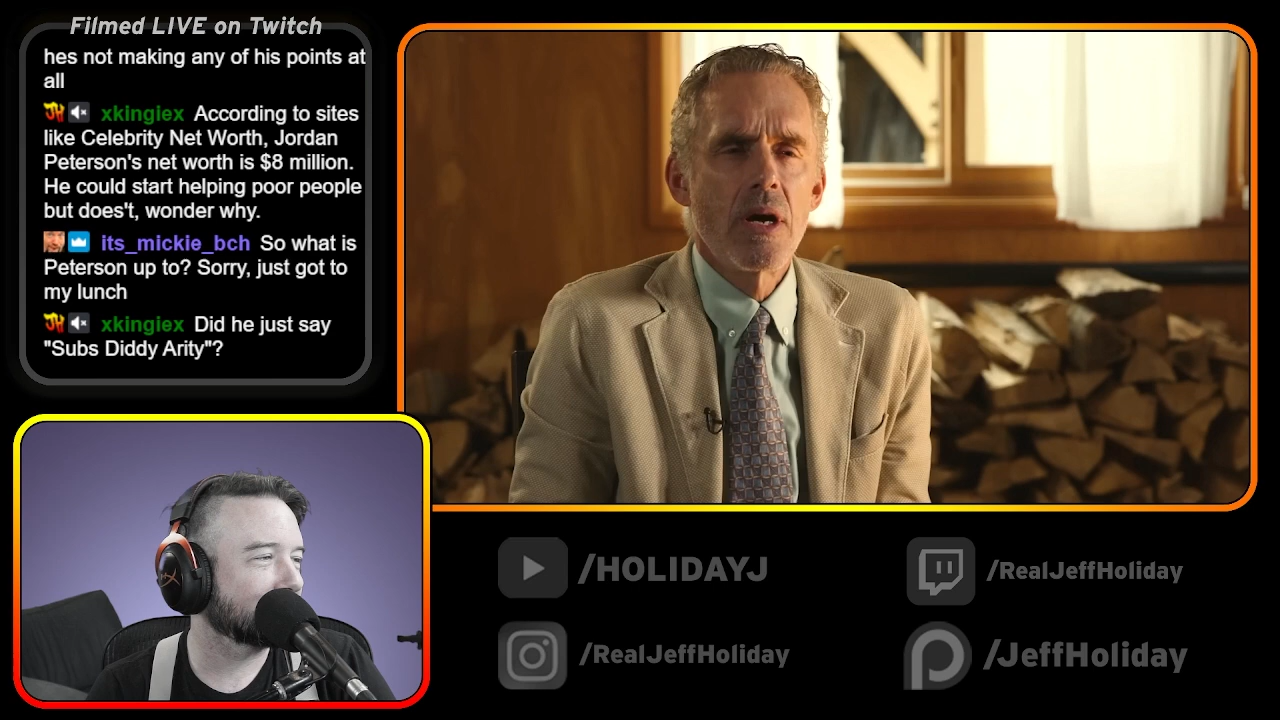 Filmed LIVE on Twitch
hes not making any of his points at
all
xkingiex According to sites
like Celebrity Net Worth, Jordan
Peterson's net worth is $8 million.
He could start helping poor people
but does't, wonder why.
its_mickie_bch So what is
Peterson up to? Sorry, just got to
my lunch
xkingiex Did he just say
"Subs Diddy Arity"?
/HOLIDAYJ
/RealJeffHoliday
/RealJeffHoliday
/JeffHoliday